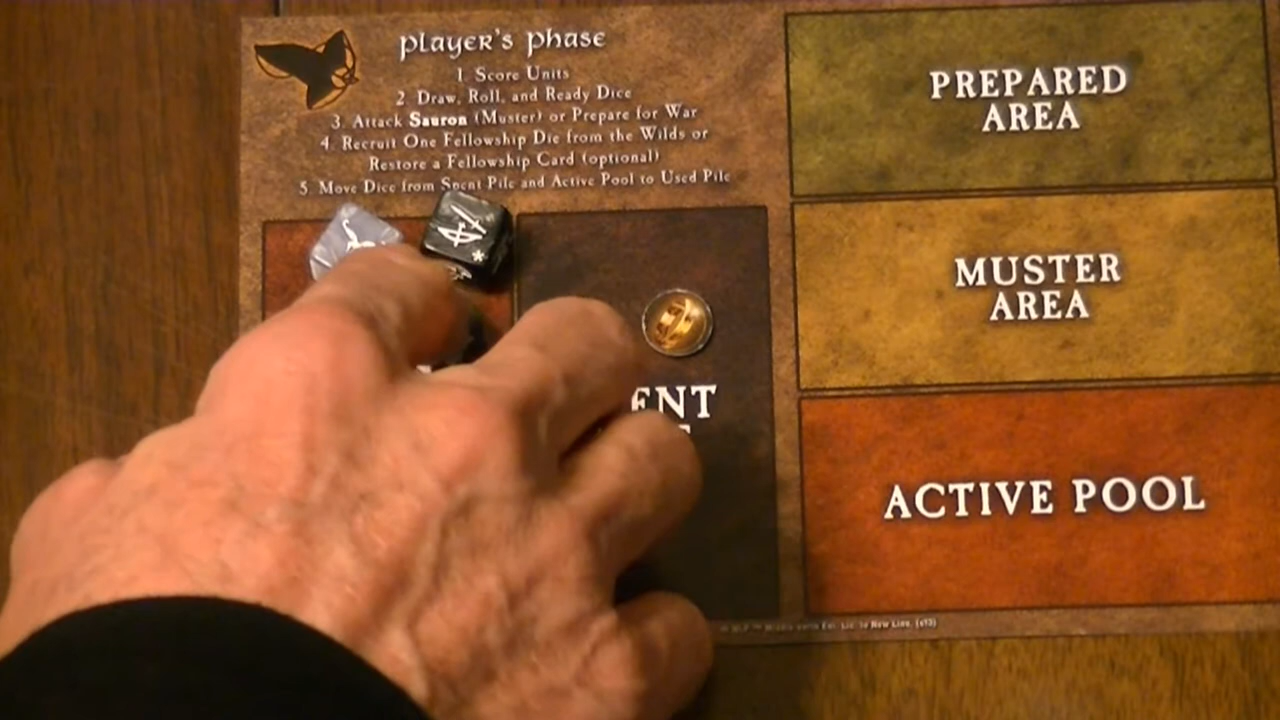 Player's Phase
1. Score Units
2. Draw, Roll, and Ready Dice
3. Attack Sauron (Muster) or Prepare for War
4. Recruit One Fellowship Die from the Wilds or
Restore a Fellowship Card (optional)
5. Move Dice from Spent Pile and Active Pool to Used Pile
PREPARED
AREA
MUSTER
AREA
ENT
ACTIVE POOL